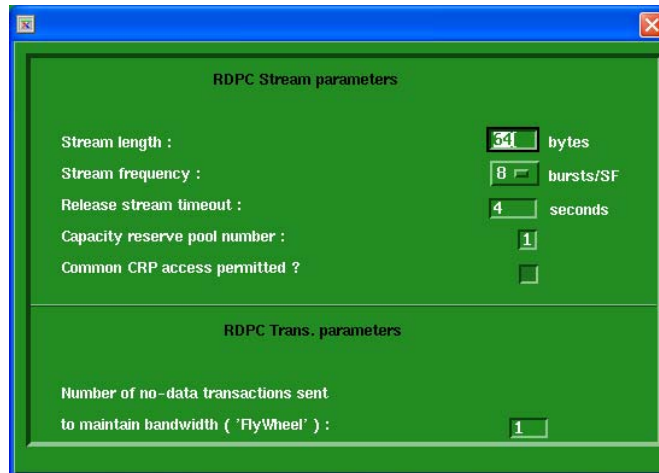 RDPC Stream parameters
Stream length : 64 bytes
Stream frequency : 8 bursts/SF
Release stream timeout : 4 seconds
Capacity reserve pool number : 1
Common CRP access permitted ?
RDPC Trans. parameters
Number of no-data transactions sent
to maintain bandwidth ( 'FlyWheel' ) : 1